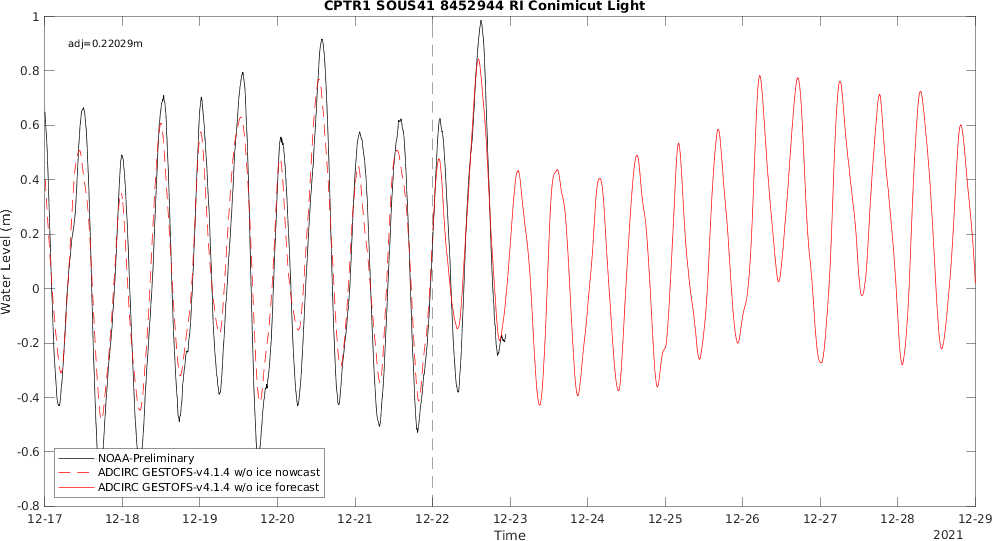 CPTR1 SOUS41 8452944 RI Conimicut Light
adj=0.22029m
1
0.8
0.6
0.4
0.2
0
-0.2
-0.4
-0.6
-0.8
Water Level (m)
NOAA-Preliminary
ADCIRC GESTOFS-v4.1.4 w/o ice nowcast
ADCIRC GESTOFS-v4.1.4 w/o ice forecast
12-17 12-18 12-19 12-20 12-21 12-22 12-23 12-24 12-25 12-26 12-27 12-28 12-29
Time
2021